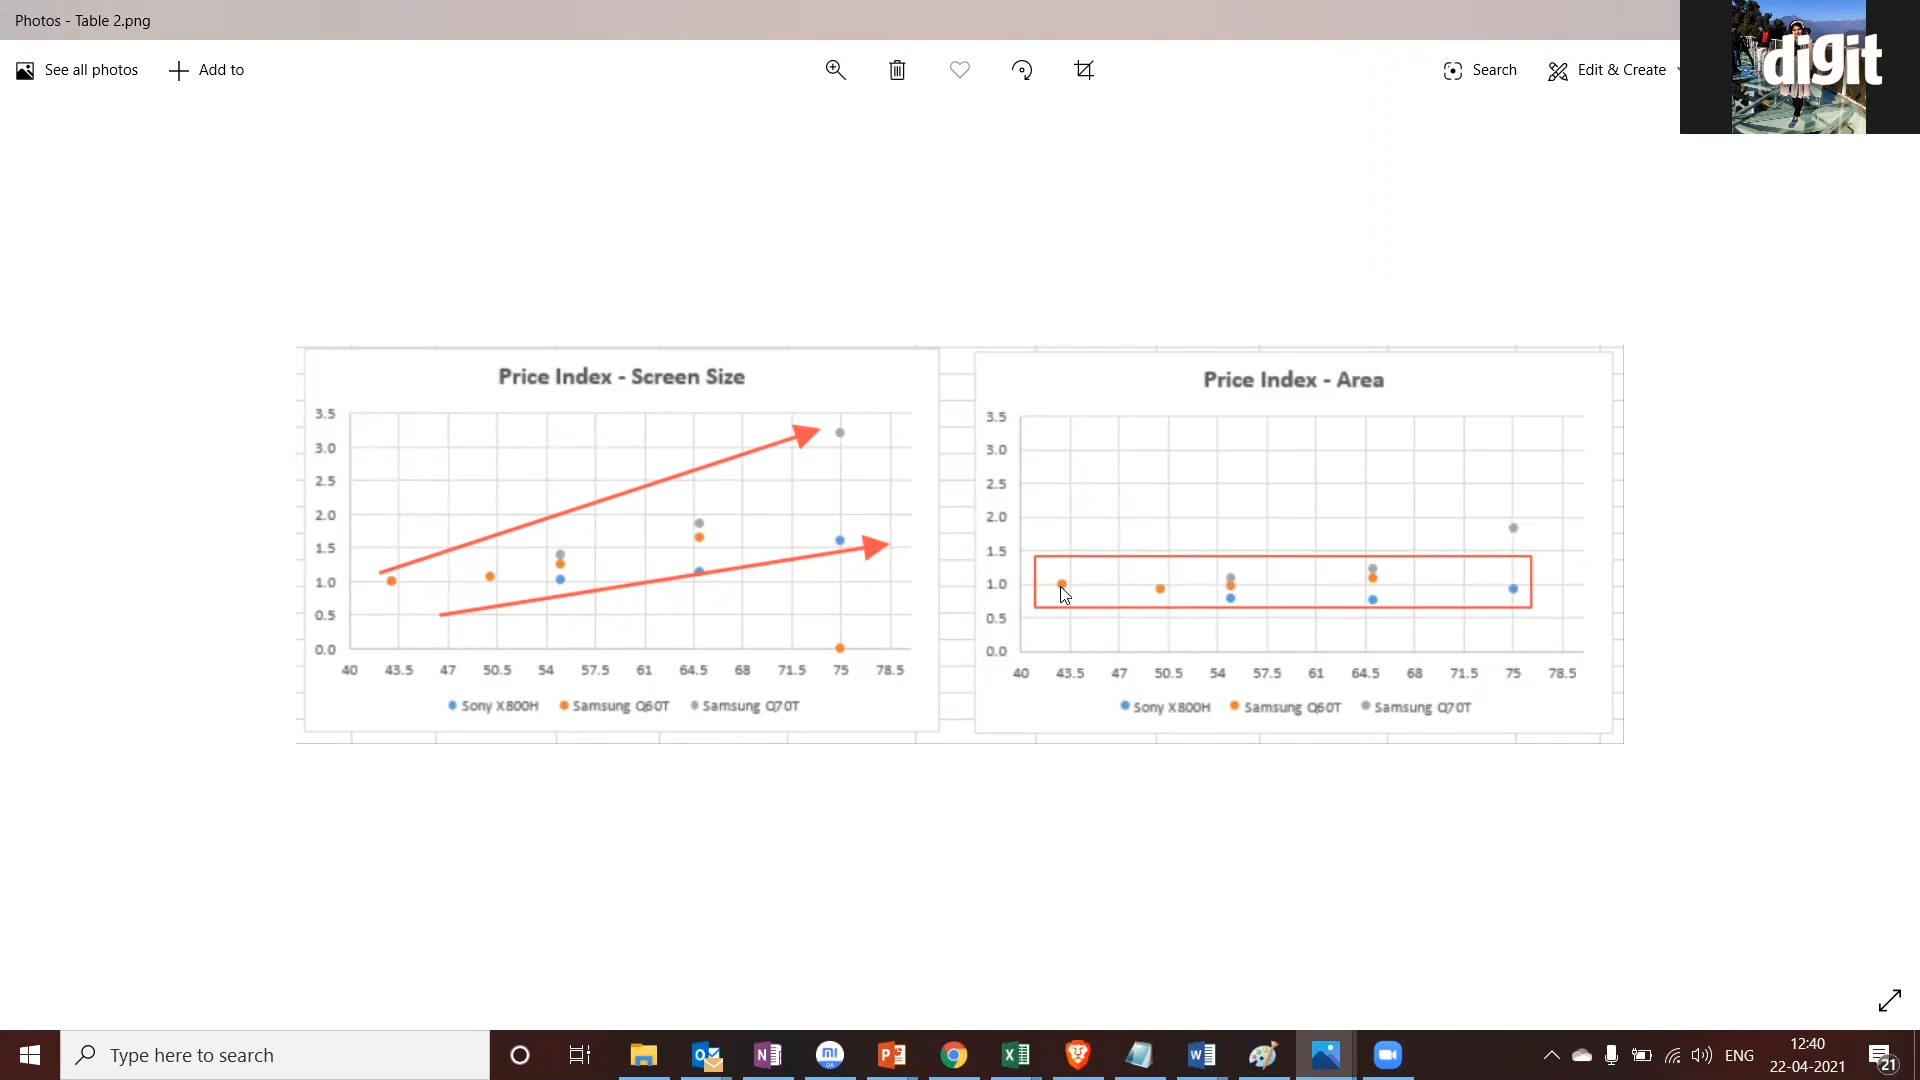 Photos - Table 2.png
See all photos
Add to
Search
Edit & Create
digit
Price Index - Screen Size
3.5
3.0
2.5
2.0
1.5
1.0
0.5
0.0
40 43.5 47 50.5 54 57.5 61 64.5 68 71.5 75 78.5
Sony X800H Samsung Q60T Samsung Q70T
Price Index - Area
3.5
3.0
2.5
2.0
1.5
1.0
0.5
0.0
40 43.5 47 50.5 54 57.5 61 64.5 68 71.5 75 78.5
Sony X800H Samsung Q60T Samsung Q70T
Type here to search
ENG
12:40
22-04-2021
21